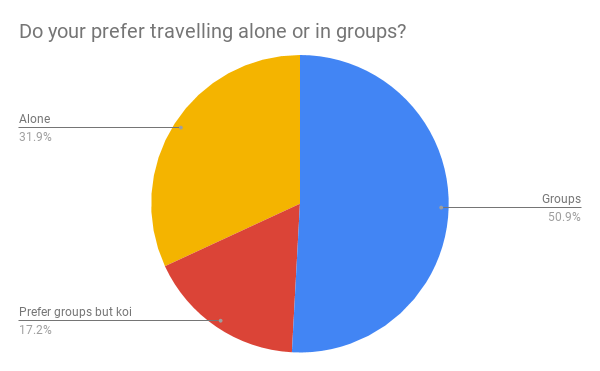 Do your prefer travelling alone or in groups?
Alone
31.9%
Groups
50.9%
Prefer groups but koi
17.2%